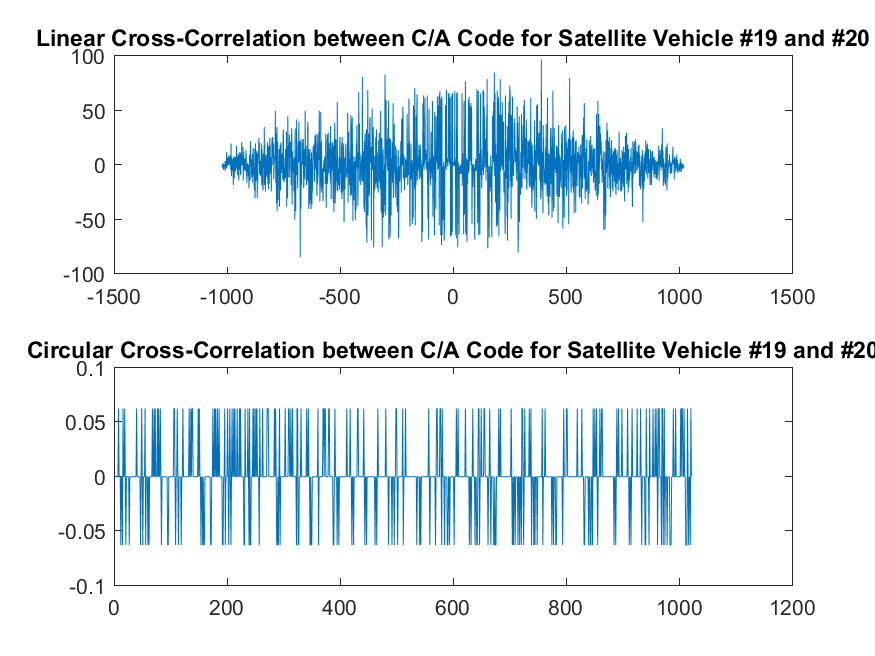 Linear Cross-Correlation between C/A Code for Satellite Vehicle #19 and #20
100
50
0
-50
-100
-1500 -1000 -500 0 500 1000 1500
Circular Cross-Correlation between C/A Code for Satellite Vehicle #19 and #20
0.1
0.05
0
-0.05
-0.1
0 200 400 600 800 1000 1200